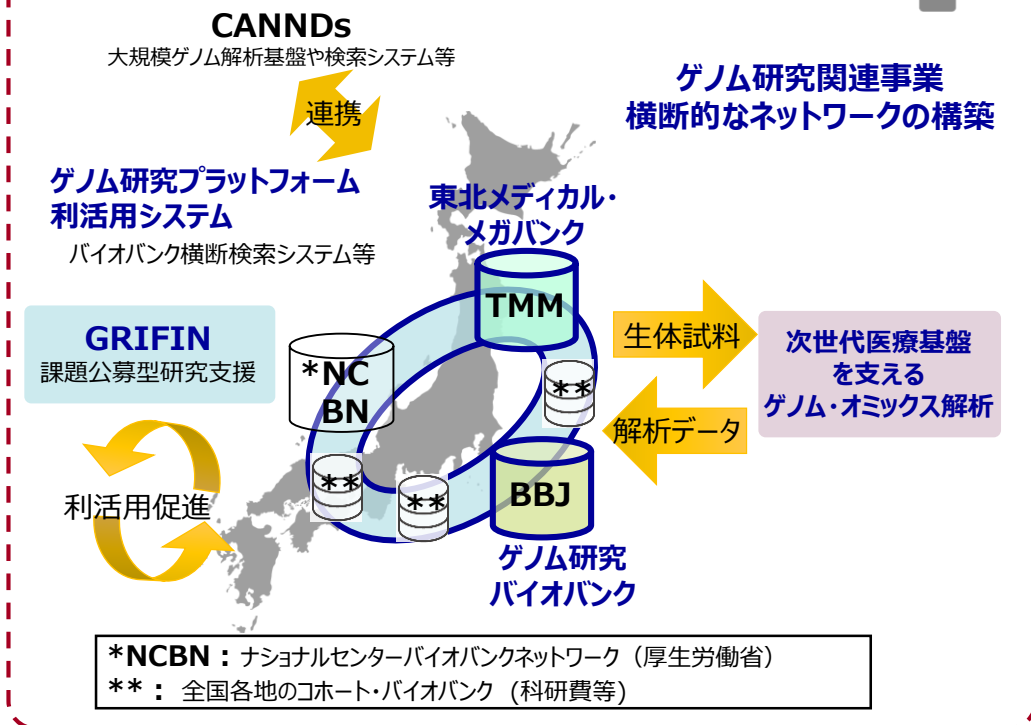 CANNDs
大規模ゲノム解析基盤や検索システム等
ゲノム研究関連事業
横断的なネットワークの構築
連携
ゲノム研究プラットフォーム
利活用システム
バイオバンク横断検索システム等
東北メディカル・
メガバンク
TMM
GRIFIN
課題公募型研究支援
*NC
BN
**
生体試料
次世代医療基盤
を支える
ゲノム・オミックス解析
解析データ
利活用促進
**
**
BBJ
ゲノム研究
バイオバンク
*NCBN：ナショナルセンターバイオバンクネットワーク（厚生労働省）
**： 全国各地のコホート・バイオバンク (科研費等)